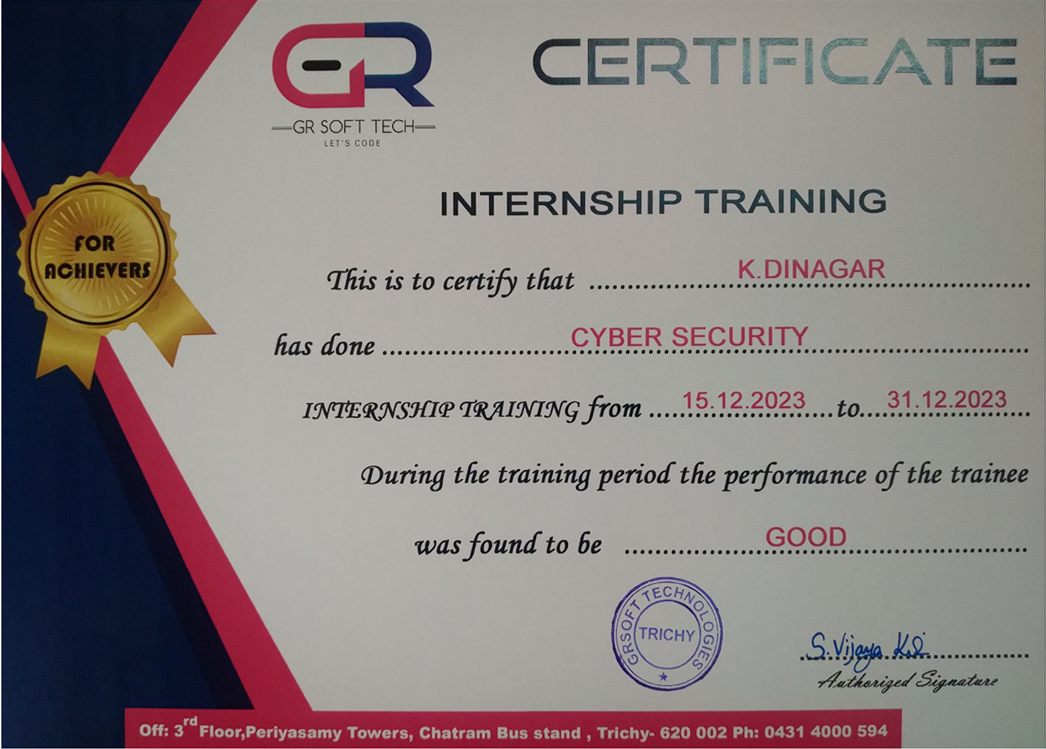 GR
CERTIFICATE
GR SOFT TECH
LET'S CODE
INTERNSHIP TRAINING
FOR
ACHIEVERS
This is to certify that K.DINAGAR
has done CYBER SECURITY
INTERNSHIP TRAINING from 15.12.2023 to 31.12.2023
During the training period the performance of the trainee
was found to be GOOD
GRSOFT TECHNOLOGIES
TRICHY
S. Vijaya
Authorized Signature
Off: 3rd Floor,Periyasamy Towers, Chatram Bus stand , Trichy- 620 002 Ph: 0431 4000 594